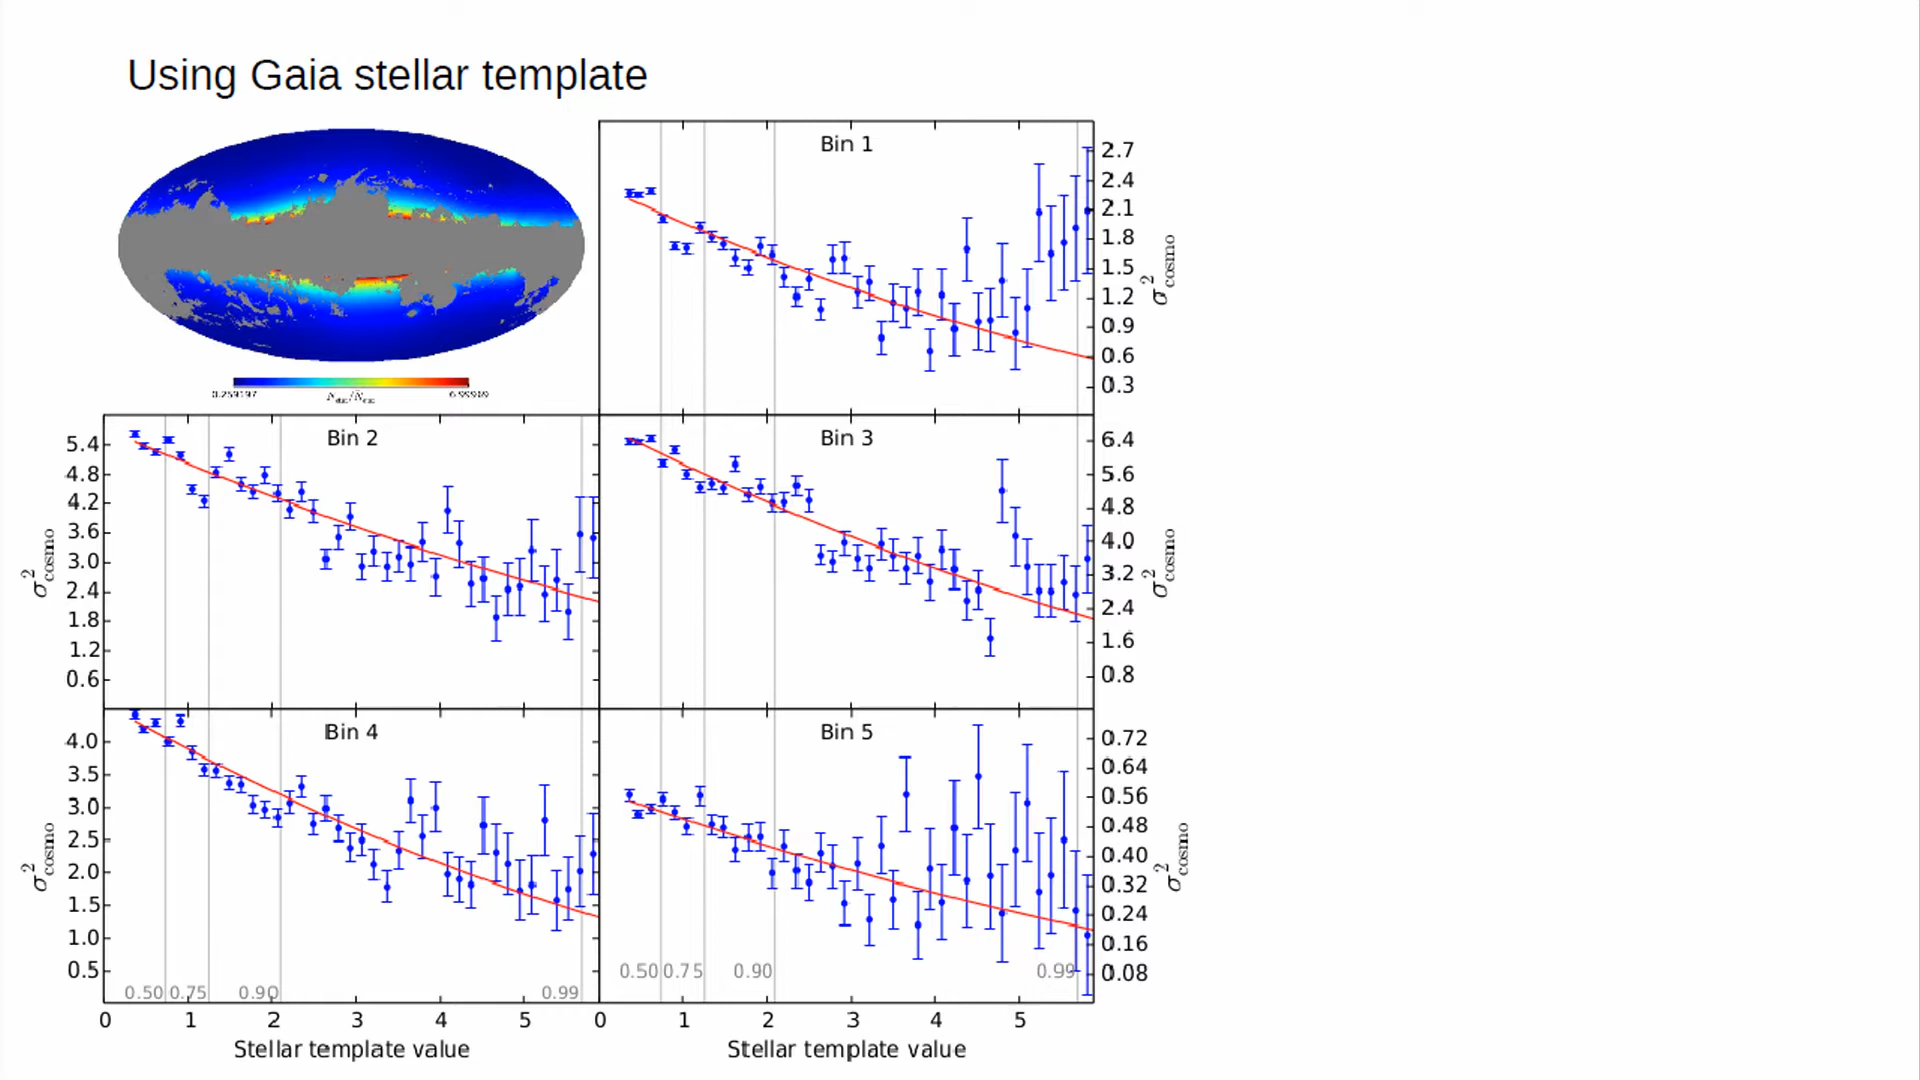 Using Gaia stellar template
0.259197 6.99989
Bin 1
2.7
2.4
2.1
1.8
1.5
1.2
0.9
0.6
0.3
σ²cosmo
Bin 2
5.4
4.8
4.2
3.6
3.0
2.4
1.8
1.2
0.6
σ²cosmo
Bin 3
6.4
5.6
4.8
4.0
3.2
2.4
1.6
0.8
σ²cosmo
Bin 4
4.0
3.5
3.0
2.5
2.0
1.5
1.0
0.5
σ²cosmo
0.50 0.75 0.90 0.99
0 1 2 3 4 5
Stellar template value
Bin 5
0.72
0.64
0.56
0.48
0.40
0.32
0.24
0.16
0.08
σ²cosmo
0.50 0.75 0.90 0.99
0 1 2 3 4 5
Stellar template value